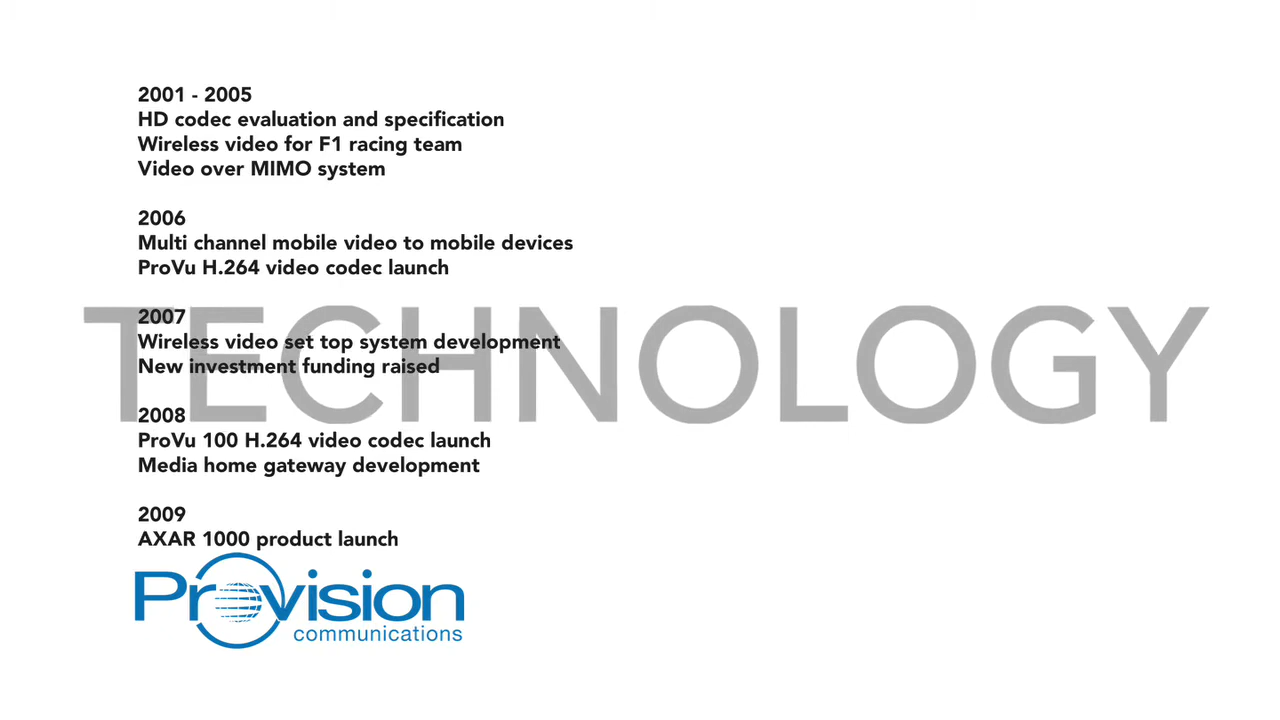 2001 - 2005
HD codec evaluation and specification
Wireless video for F1 racing team
Video over MIMO system
2006
Multi channel mobile video to mobile devices
ProVu H.264 video codec launch
TECHNOLOGY
2007
Wireless video set top system development
New investment funding raised
2008
ProVu 100 H.264 video codec launch
Media home gateway development
2009
AXAR 1000 product launch
Provision
communications